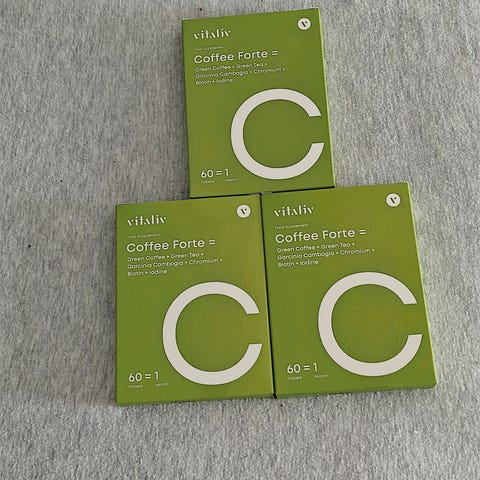 vitaliv
V
Food Supplement
Coffee Forte =
Green Coffee + Green Tea +
Garcinia Cambogia + Chromium +
Biotin + Iodine
C
60 = 1
Tablets Month
vitaliv
V
Food Supplement
Coffee Forte =
Green Coffee + Green Tea +
Garcinia Cambogia + Chromium +
Biotin + Iodine
C
60 = 1
Tablets Month
vitaliv
V
Food Supplement
Coffee Forte =
Green Coffee + Green Tea +
Garcinia Cambogia + Chromium +
Biotin + Iodine
C
60 = 1
Tablets Month